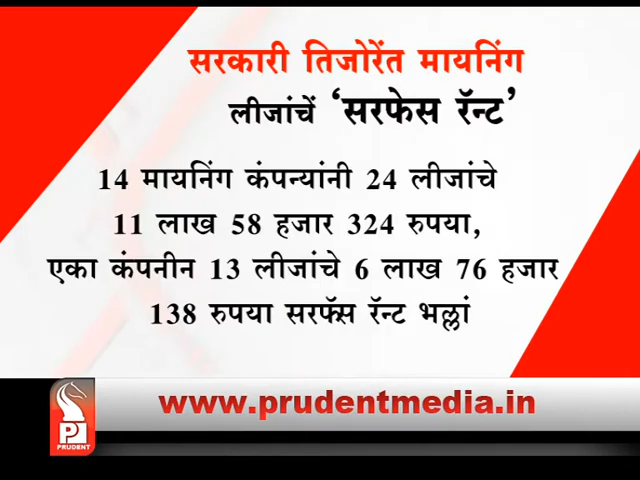 सरकारी तिजोरेंत मायनिंग
लीजांचें ‘सरफेस रॅन्ट’
14 मायनिंग कंपन्यांनी 24 लीजांचे
11 लाख 58 हजार 324 रुपया,
एका कंपनीन 13 लीजांचे 6 लाख 76 हजार
138 रुपया सरफॅस रॅन्ट भल्लां
www.prudentmedia.in
PRUDENT